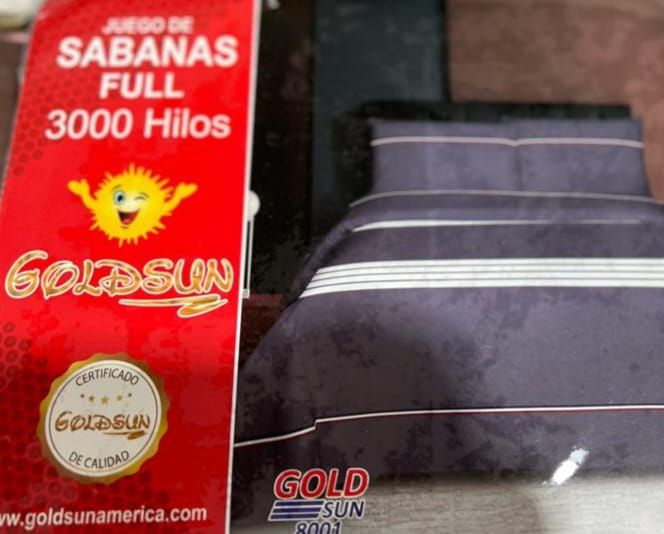 JUEGO DE
SABANAS
FULL
3000 Hilos
GOLDSUN
CERTIFICADO
GOLDSUN
DE CALIDAD
www.goldsunamerica.com
GOLD
SUN
8001